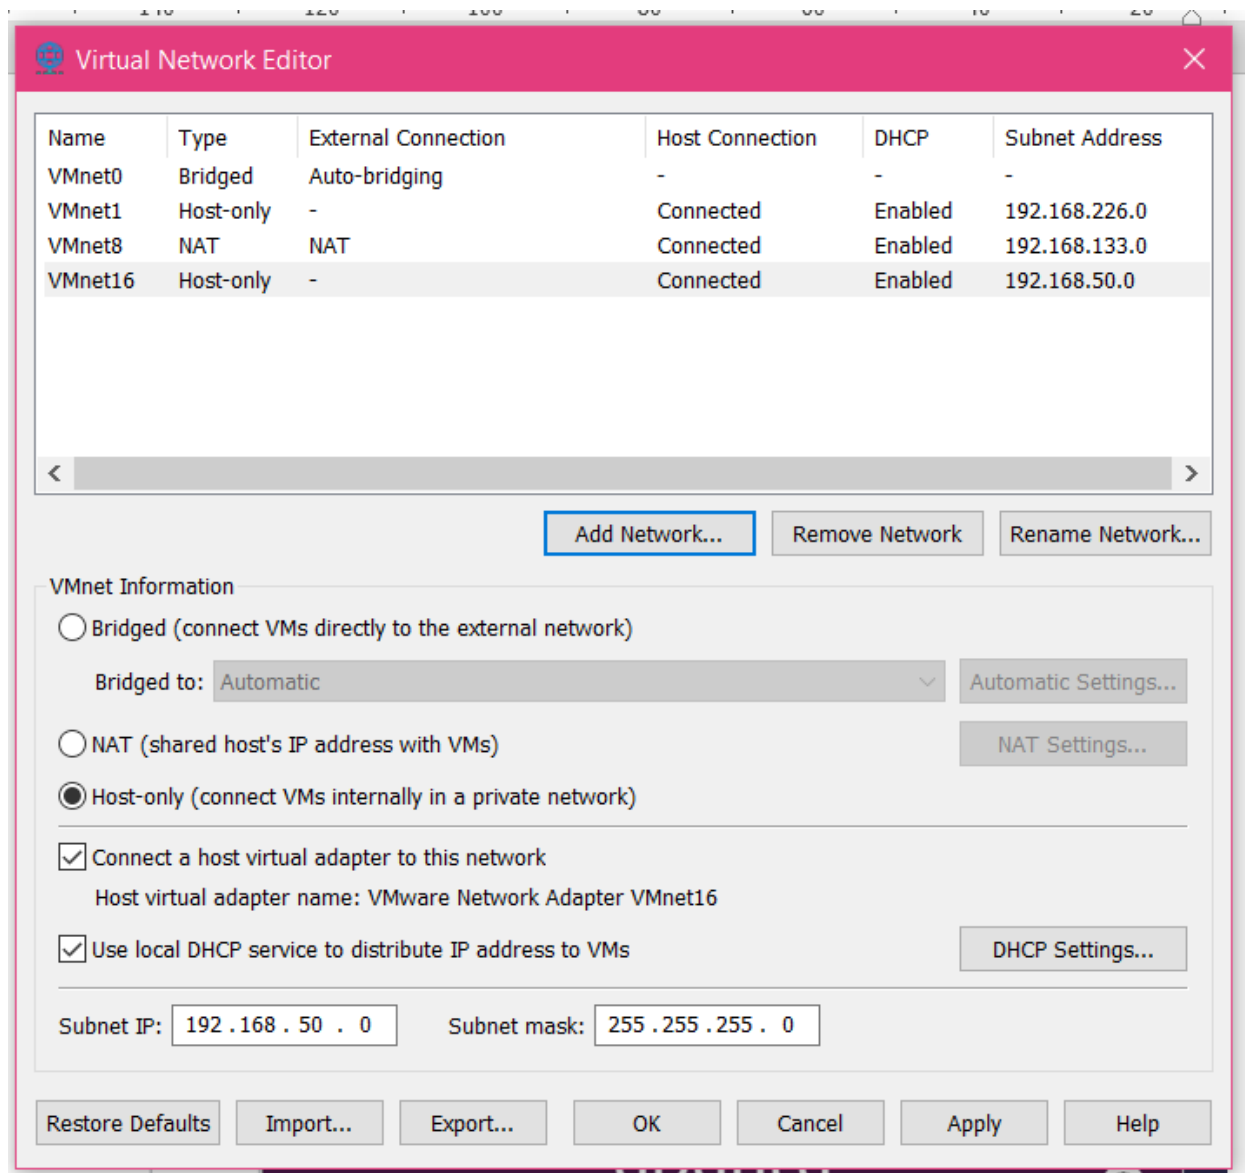 Virtual Network Editor
Name Type External Connection Host Connection DHCP Subnet Address
VMnet0 Bridged Auto-bridging - - -
VMnet1 Host-only - Connected Enabled 192.168.226.0
VMnet8 NAT NAT Connected Enabled 192.168.133.0
VMnet16 Host-only - Connected Enabled 192.168.50.0
Add Network... Remove Network Rename Network...
VMnet Information
Bridged (connect VMs directly to the external network)
Bridged to: Automatic Automatic Settings...
NAT (shared host's IP address with VMs) NAT Settings...
Host-only (connect VMs internally in a private network)
Connect a host virtual adapter to this network
Host virtual adapter name: VMware Network Adapter VMnet16
Use local DHCP service to distribute IP address to VMs DHCP Settings...
Subnet IP: 192 . 168 . 50 . 0 Subnet mask: 255 . 255 . 255 . 0
Restore Defaults Import... Export... OK Cancel Apply Help